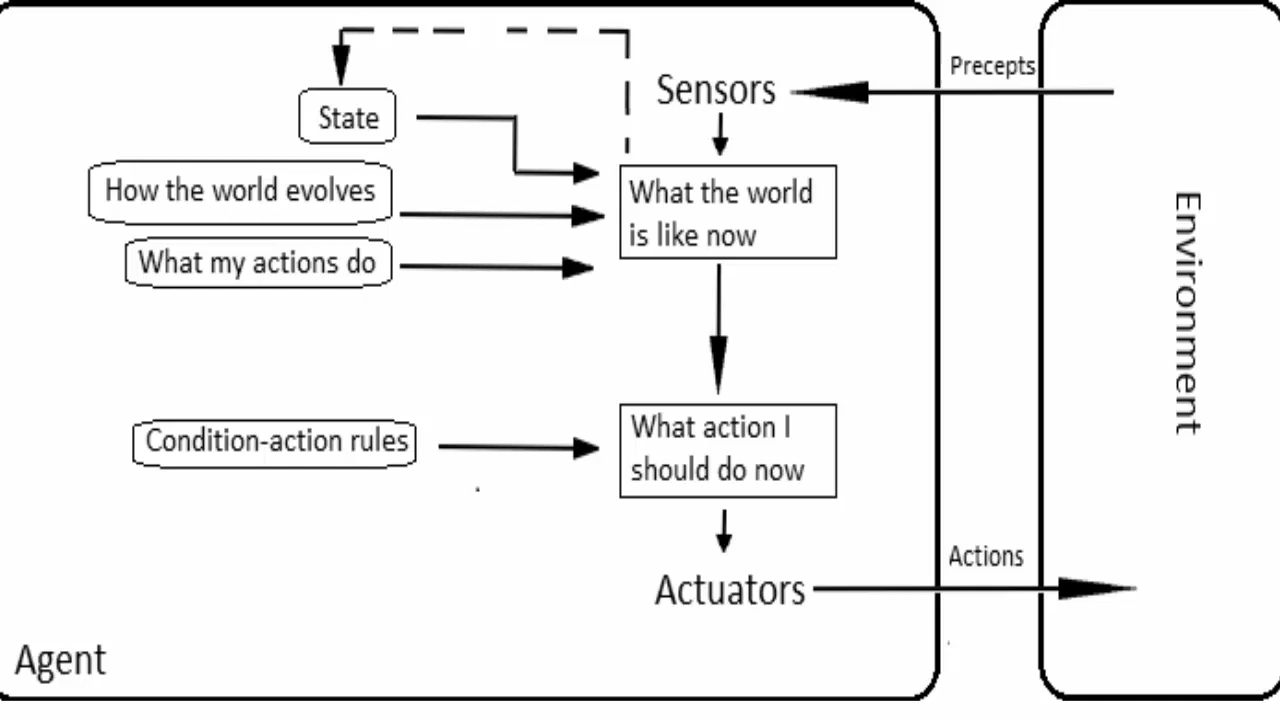 Precepts
Sensors
State
How the world evolves
What the world
is like now
What my actions do
Environment
Condition-action rules
What action I
should do now
Actions
Actuators
Agent